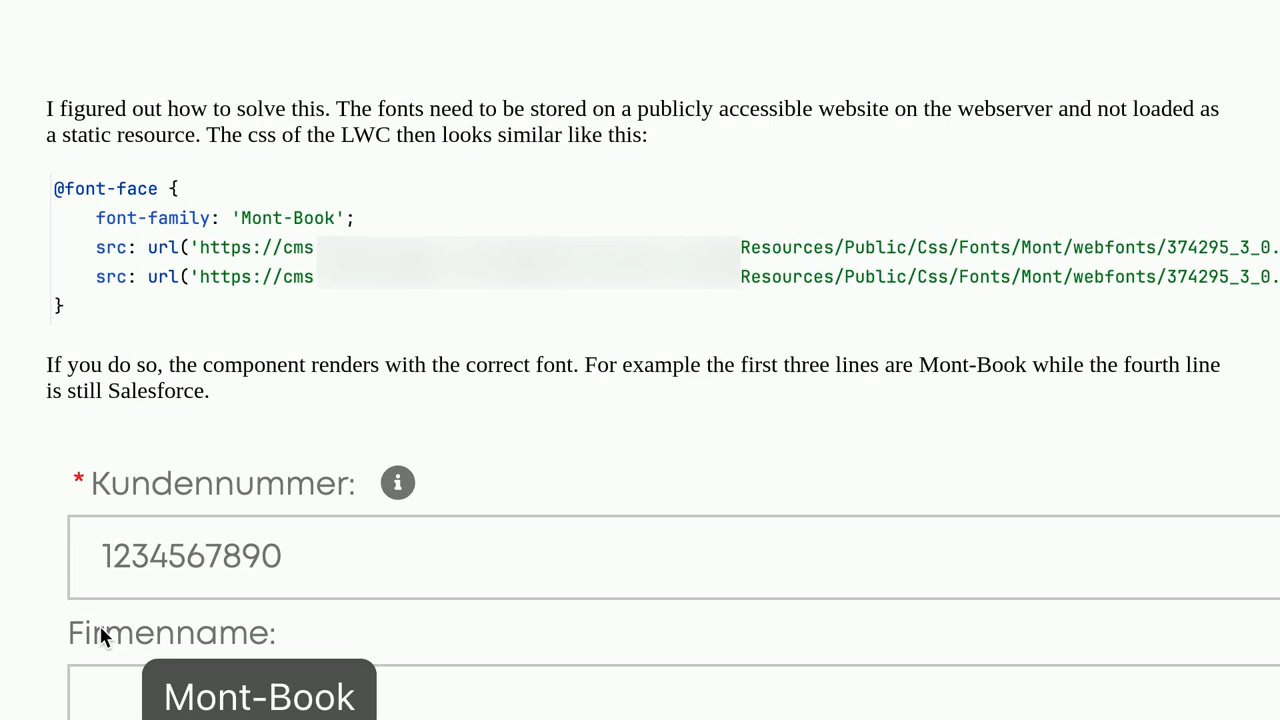 I figured out how to solve this. The fonts need to be stored on a publicly accessible website on the webserver and not loaded as
a static resource. The css of the LWC then looks similar like this:
@font-face {
font-family: 'Mont-Book';
src: url('https://cms Resources/Public/Css/Fonts/Mont/webfonts/374295_3_0.
src: url('https://cms Resources/Public/Css/Fonts/Mont/webfonts/374295_3_0.
}
If you do so, the component renders with the correct font. For example the first three lines are Mont-Book while the fourth line
is still Salesforce.
* Kundennummer: i
1234567890
Firmenname:
Mont-Book